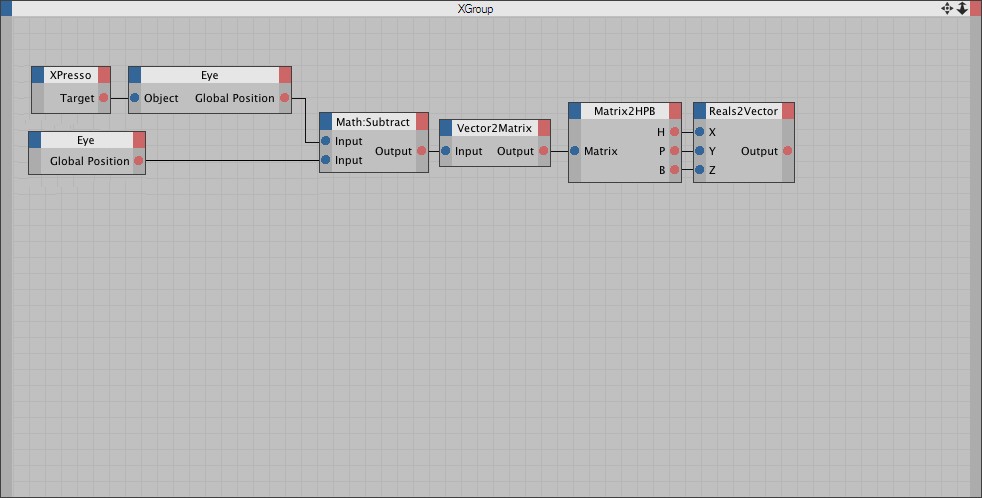 XGroup
XPresso
Target
Eye
Object Global Position
Eye
Global Position
Math:Subtract
Input
Input
Output
Vector2Matrix
Input Output
Matrix2HPB
H
Matrix P
B
Reals2Vector
X
Y Output
Z